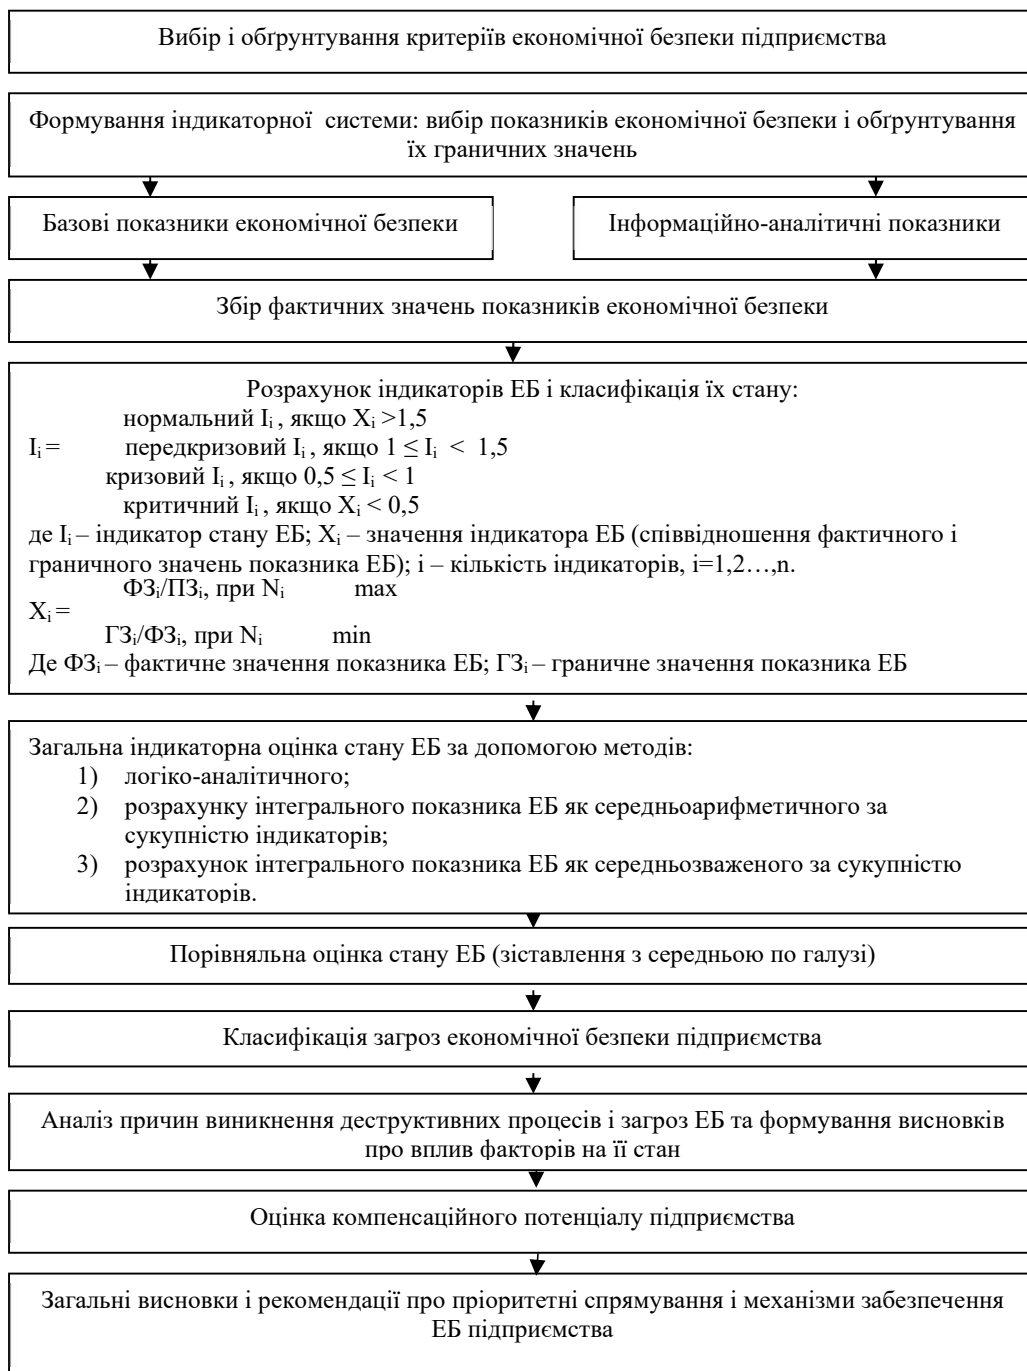 Вибір і обґрунтування критеріїв економічної безпеки підприємства
Формування індикаторної системи: вибір показників економічної безпеки і обґрунтування
їх граничних значень
Базові показники економічної безпеки
Інформаційно-аналітичні показники
Збір фактичних значень показників економічної безпеки
Розрахунок індикаторів ЕБ і класифікація їх стану:
нормальний Iᵢ , якщо Xᵢ >1,5
Iᵢ = передкризовий Iᵢ , якщо 1 ≤ Iᵢ < 1,5
кризовий Iᵢ , якщо 0,5 ≤ Iᵢ < 1
критичний Iᵢ , якщо Xᵢ < 0,5
де Iᵢ – індикатор стану ЕБ; Xᵢ – значення індикатора ЕБ (співвідношення фактичного і
граничного значень показника ЕБ); і – кількість індикаторів, і=1,2…,n.
ФЗᵢ/ПЗᵢ, при Nᵢ max
Xᵢ =
ГЗᵢ/ФЗᵢ, при Nᵢ min
Де ФЗᵢ – фактичне значення показника ЕБ; ГЗᵢ – граничне значення показника ЕБ
Загальна індикаторна оцінка стану ЕБ за допомогою методів:
1) логіко-аналітичного;
2) розрахунку інтегрального показника ЕБ як середньоарифметичного за
сукупністю індикаторів;
3) розрахунок інтегрального показника ЕБ як середньозваженого за сукупністю
індикаторів.
Порівняльна оцінка стану ЕБ (зіставлення з середньою по галузі)
Класифікація загроз економічної безпеки підприємства
Аналіз причин виникнення деструктивних процесів і загроз ЕБ та формування висновків
про вплив факторів на її стан
Оцінка компенсаційного потенціалу підприємства
Загальні висновки і рекомендації про пріоритетні спрямування і механізми забезпечення
ЕБ підприємства